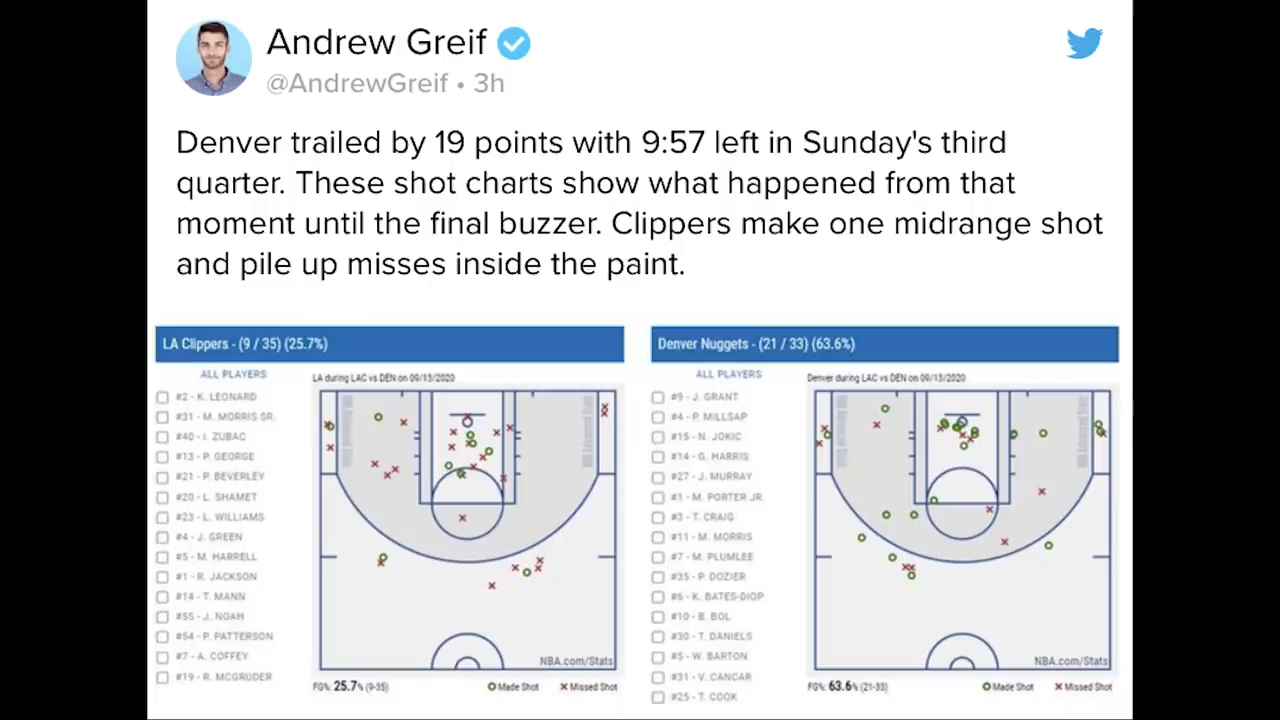 Andrew Greif
@AndrewGreif • 3h
Denver trailed by 19 points with 9:57 left in Sunday's third
quarter. These shot charts show what happened from that
moment until the final buzzer. Clippers make one midrange shot
and pile up misses inside the paint.
LA Clippers - (9 / 35) (25.7%)
ALL PLAYERS
#2 - K. LEONARD
#31 - M. MORRIS SR.
#40 - I. ZUBAC
#13 - P. GEORGE
#21 - P. BEVERLEY
#20 - L. SHAMET
#23 - L. WILLIAMS
#4 - J. GREEN
#5 - M. HARRELL
#1 - R. JACKSON
#14 - T. MANN
#55 - J. NOAH
#54 - P. PATTERSON
#7 - A. COFFEY
#19 - R. MCGRUDER
LA during LAC vs DEN on 09/13/2020
NBA.com/Stats
FG%: 25.7% (9-35)
Made Shot
Missed Shot
Denver Nuggets - (21 / 33) (63.6%)
ALL PLAYERS
#9 - J. GRANT
#4 - P. MILLSAP
#15 - N. JOKIC
#14 - G. HARRIS
#27 - J. MURRAY
#1 - M. PORTER JR.
#3 - T. CRAIG
#11 - M. MORRIS
#7 - M. PLUMLEE
#35 - P. DOZIER
#6 - K. BATES-DIOP
#10 - B. BOL
#30 - T. DANIELS
#5 - W. BARTON
#31 - V. CANCAR
#25 - T. COOK
Denver during LAC vs DEN on 09/13/2020
NBA.com/Stats
FG%: 63.6% (21-33)
Made Shot
Missed Shot